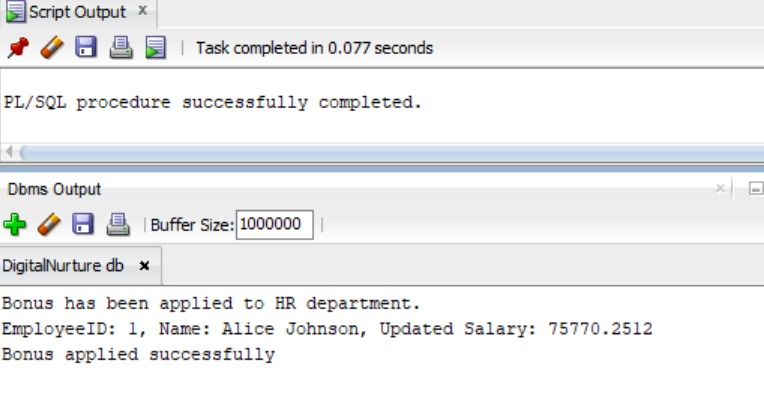 Script Output x
Task completed in 0.077 seconds
PL/SQL procedure successfully completed.
Dbms Output
Buffer Size: 1000000
DigitalNurture db x
Bonus has been applied to HR department.
EmployeeID: 1, Name: Alice Johnson, Updated Salary: 75770.2512
Bonus applied successfully